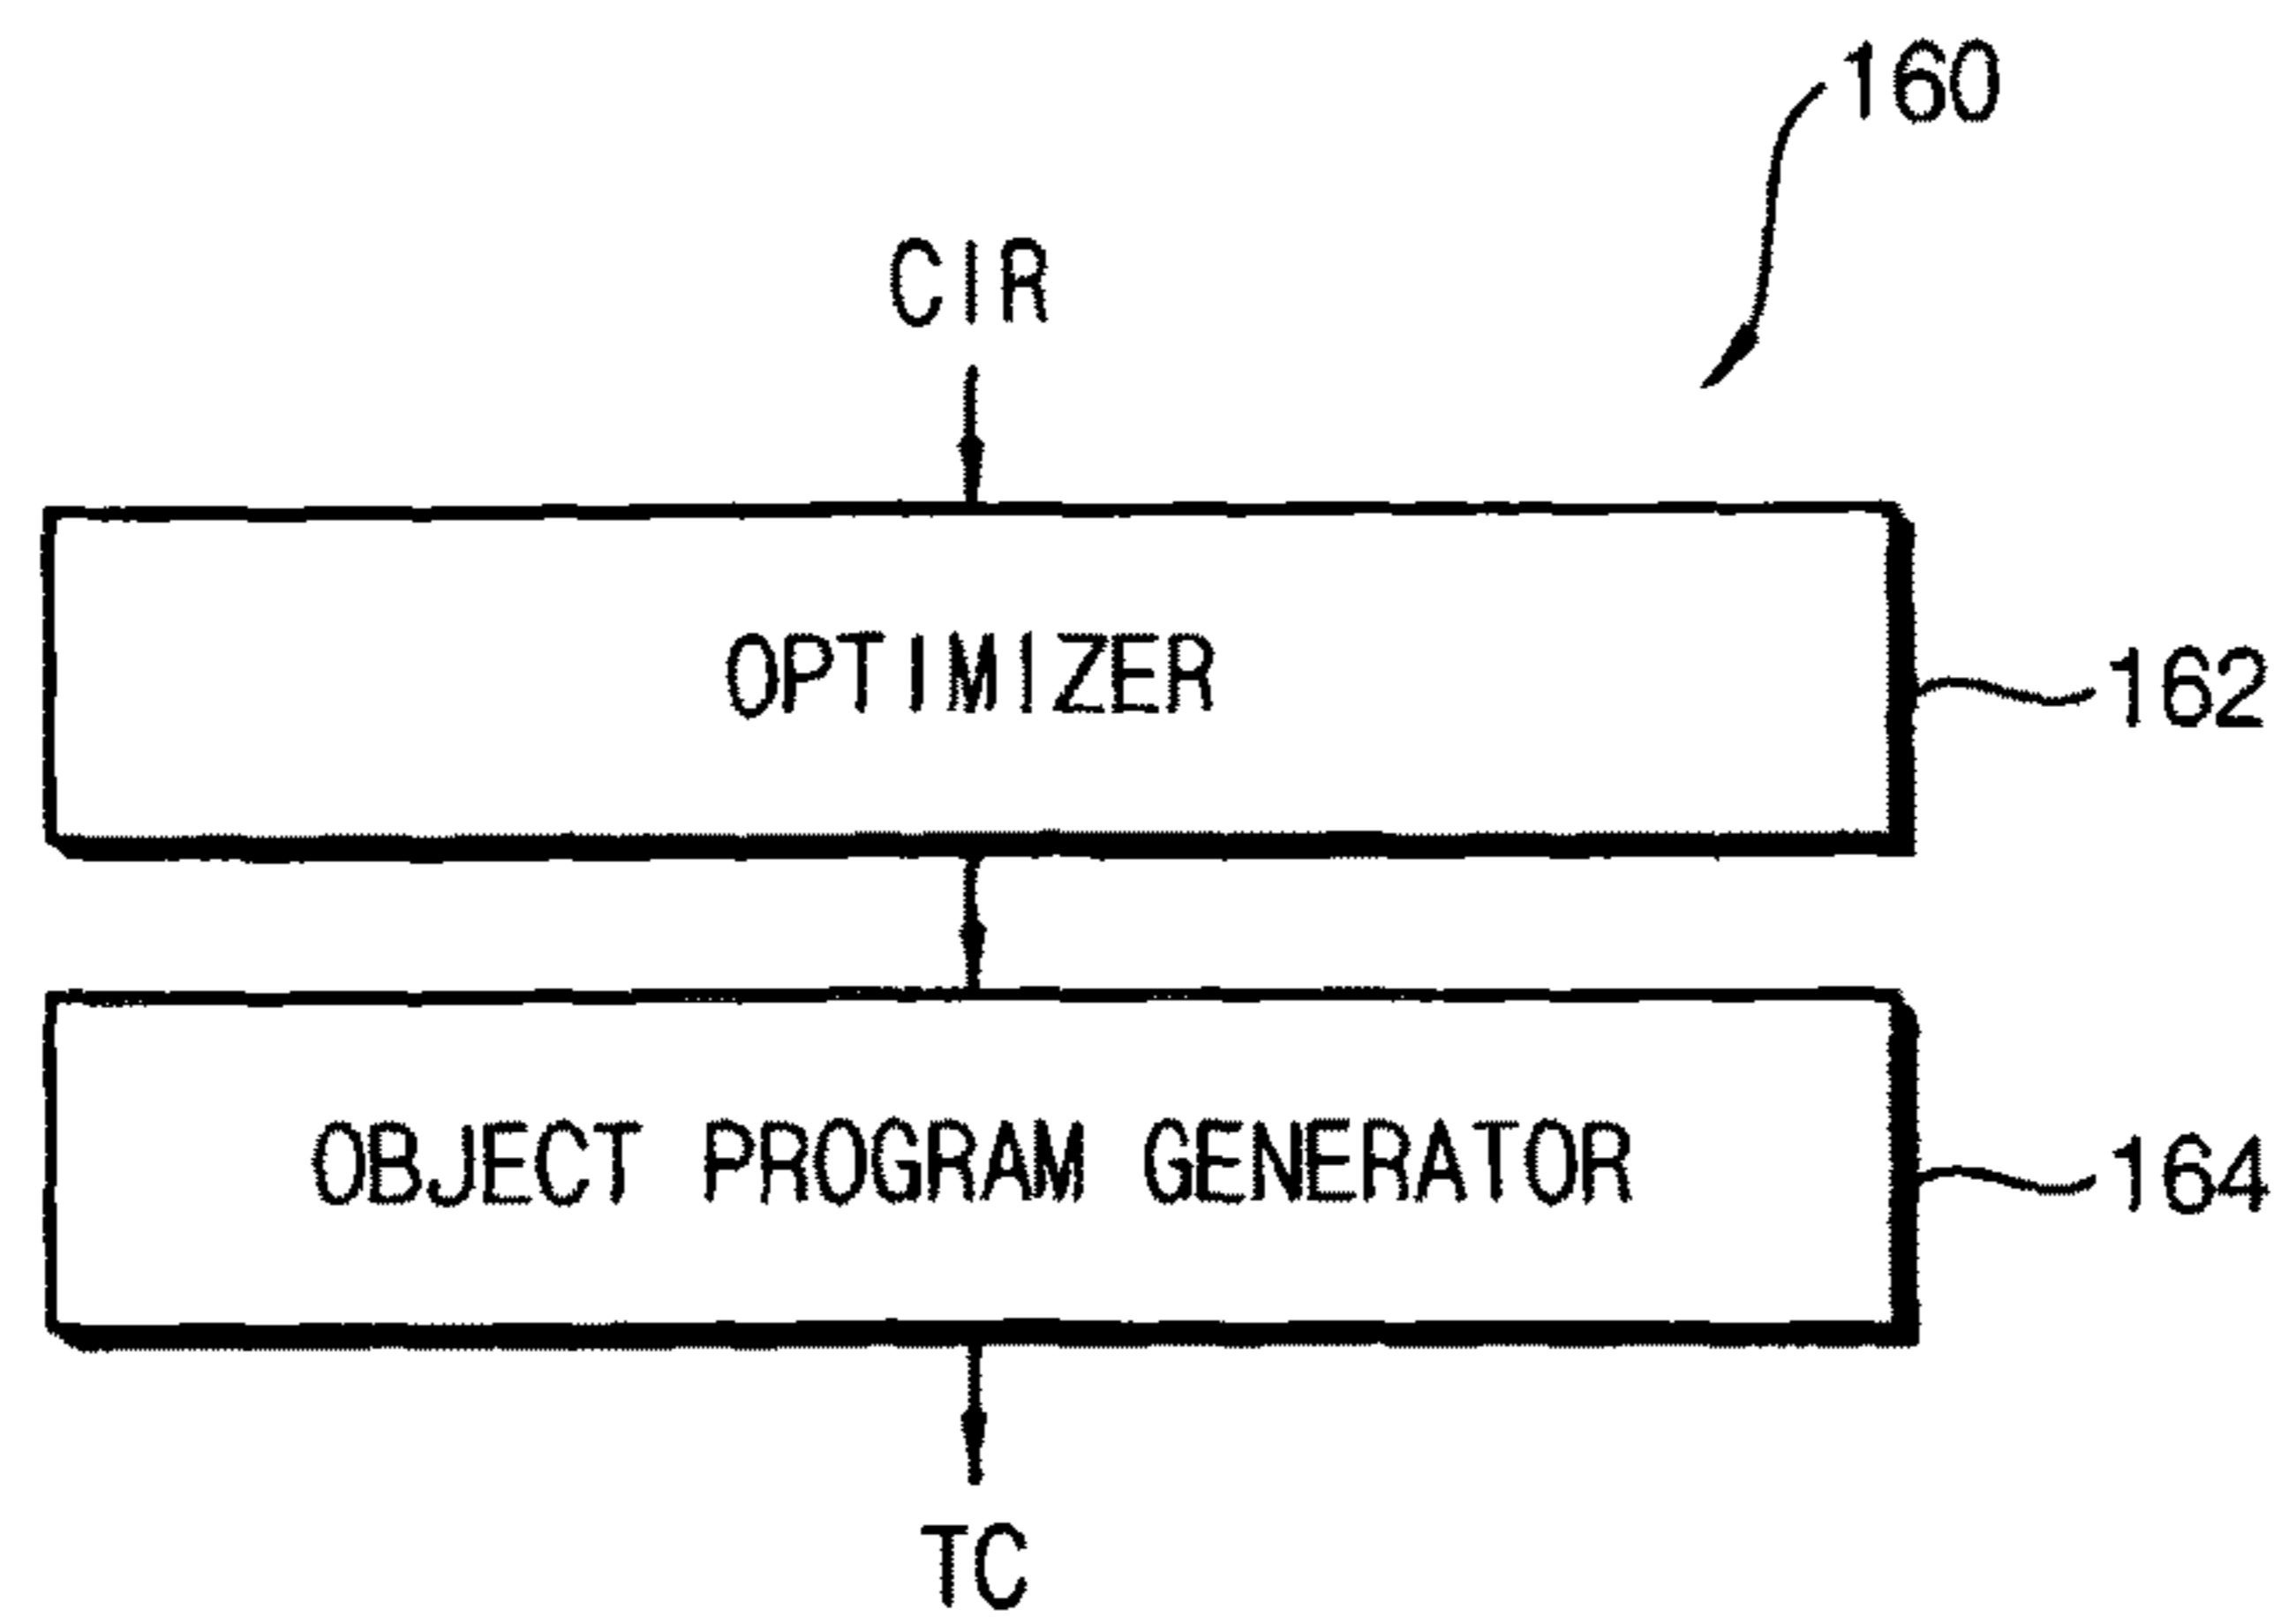 160
CIR
OPTIMIZER
162
OBJECT PROGRAM GENERATOR
164
TC